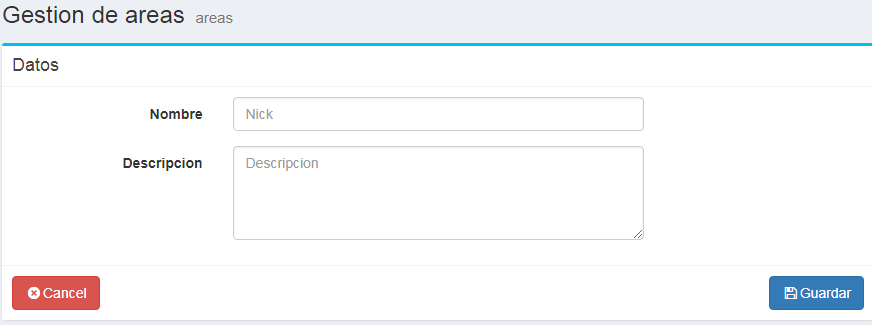 Gestion de areas areas
Datos
Nombre Nick
Descripcion Descripcion
Cancel Guardar